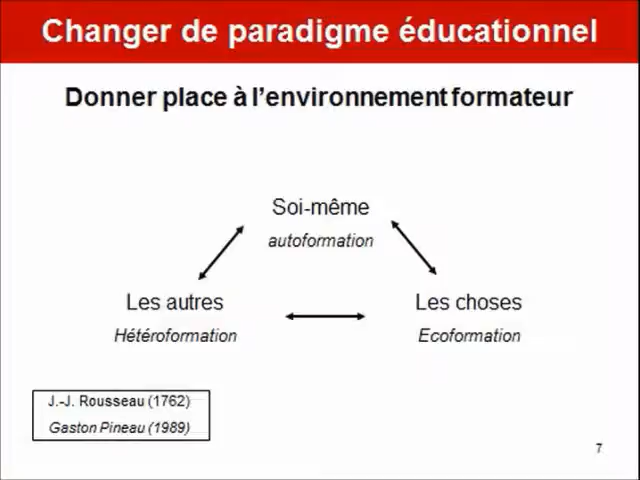 Changer de paradigme éducationnel
Donner place à l'environnement formateur
Soi-même
autoformation
Les autres
Les choses
Hétéroformation
Ecoformation
J.-J. Rousseau (1762)
Gaston Pineau (1989)
7